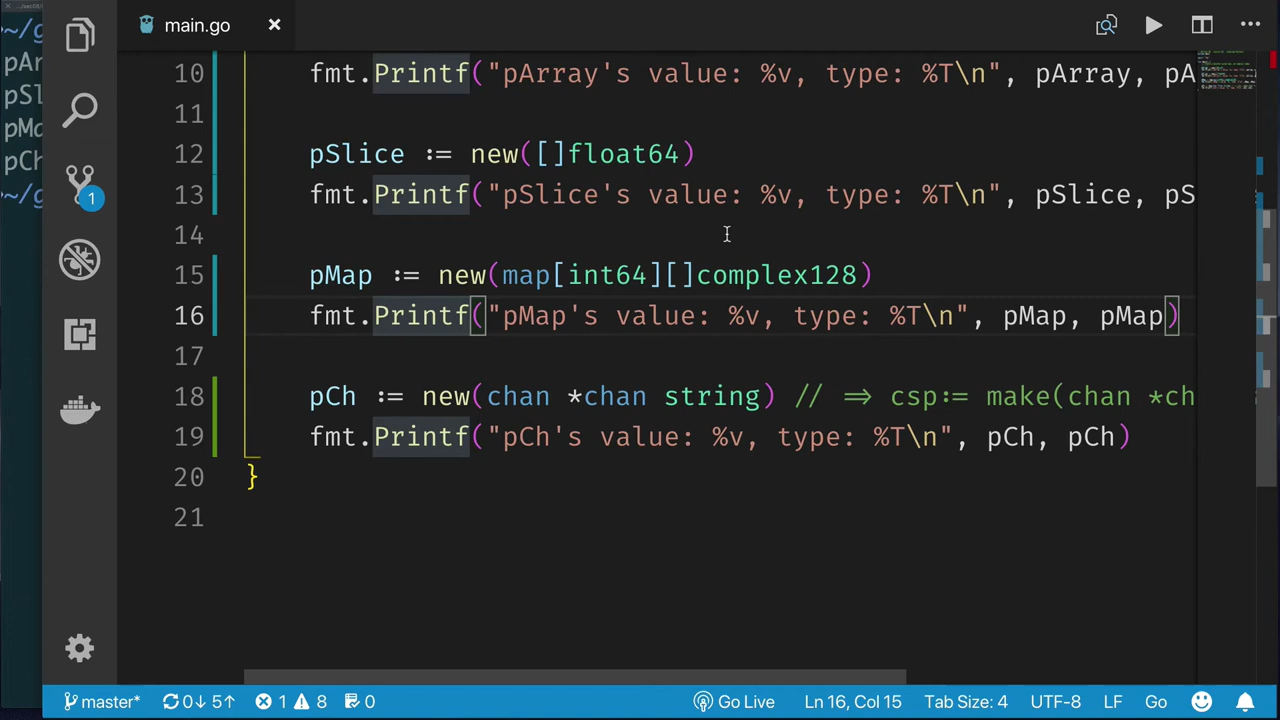 main.go
~/g
pAr
pSl
pMa
pCh
~/g
10 fmt.Printf("pArray's value: %v, type: %T\n", pArray, pA
11
12 pSlice := new([]float64)
13 fmt.Printf("pSlice's value: %v, type: %T\n", pSlice, pS
14
15 pMap := new(map[int64][]complex128)
16 fmt.Printf("pMap's value: %v, type: %T\n", pMap, pMap)
17
18 pCh := new(chan *chan string) // => csp:= make(chan *ch
19 fmt.Printf("pCh's value: %v, type: %T\n", pCh, pCh)
20 }
21
1
master* 0↓ 5↑ 1 8 0 Go Live Ln 16, Col 15 Tab Size: 4 UTF-8 LF Go